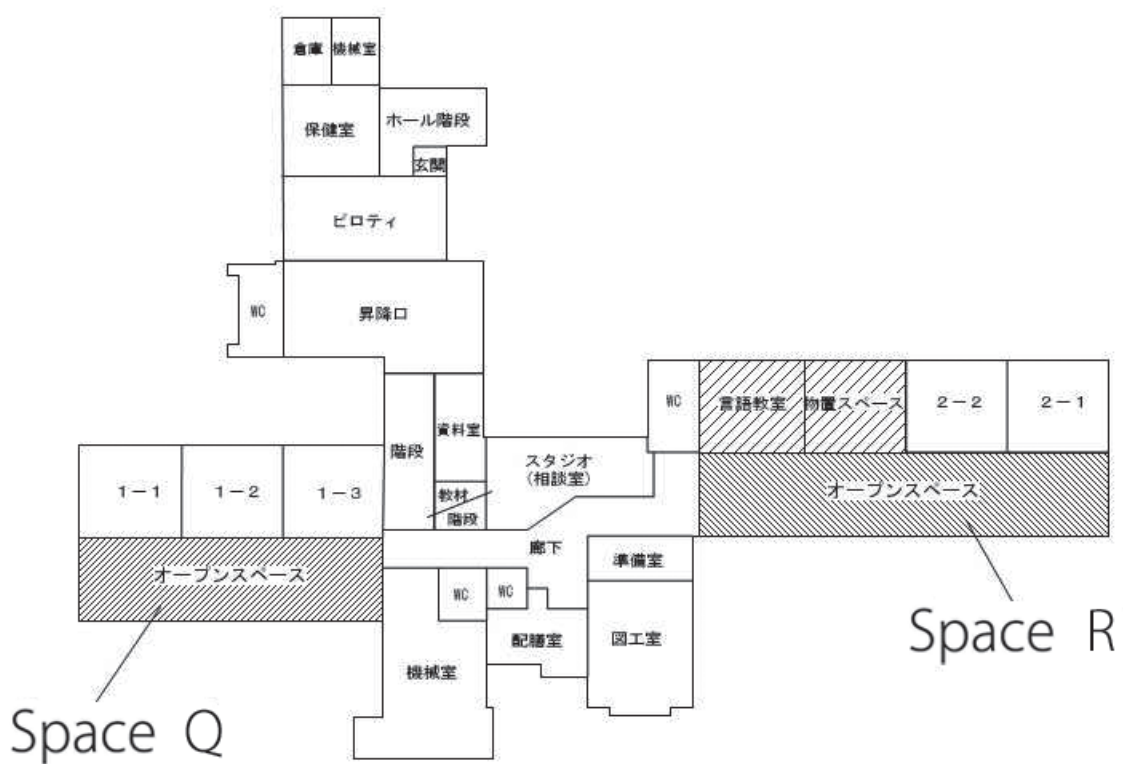 倉庫
機械室
保健室
ホール階段
玄関
ピロティ
WC
昇降口
階段
資料室
スタジオ
(相談室)
教材
階段
WC
言語教室
物置スペース
2-2
2-1
オープンスペース
1-1
1-2
1-3
オープンスペース
廊下
準備室
WC
WC
配膳室
図工室
機械室
Space R
Space Q